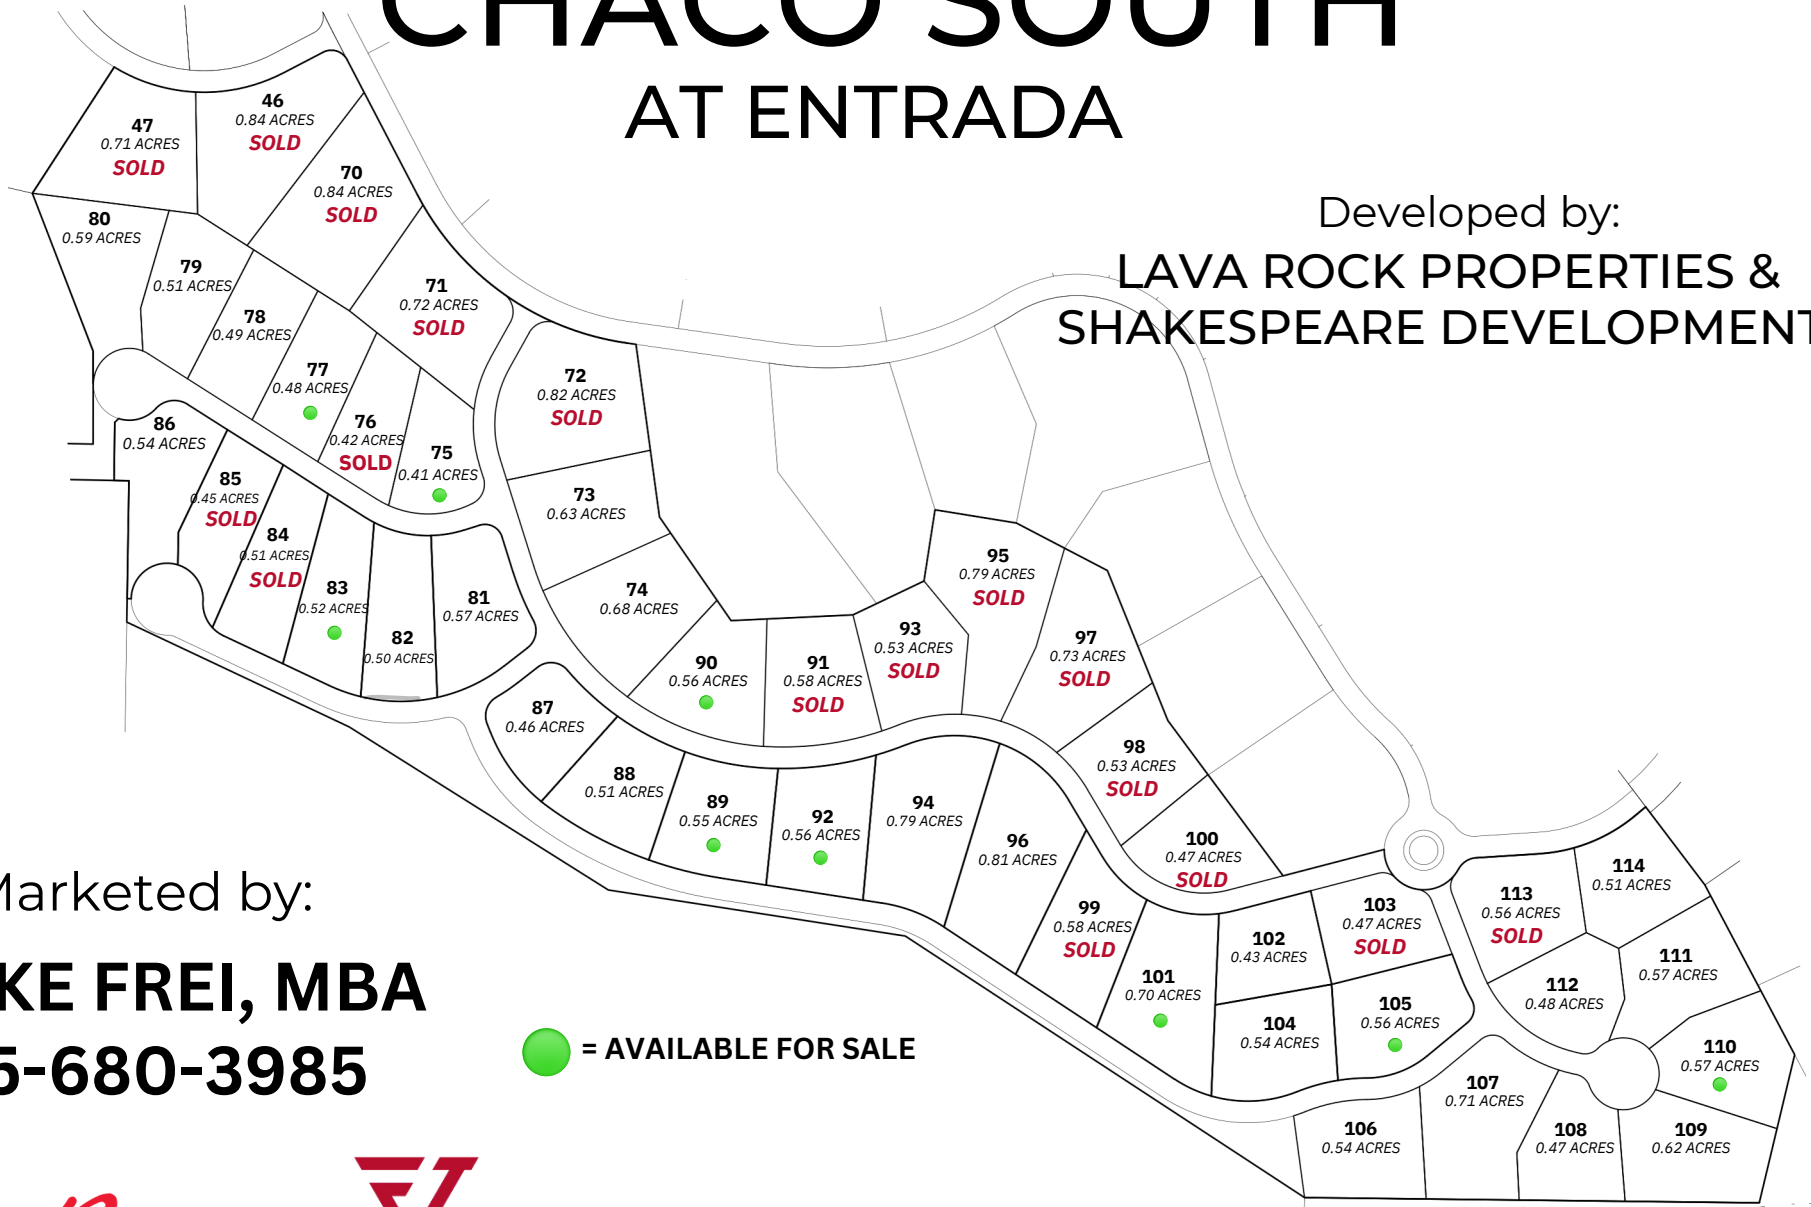 CHACO SOUTH
AT ENTRADA
Developed by:
LAVA ROCK PROPERTIES &
SHAKESPEARE DEVELOPMENT
47
0.71 ACRES
SOLD
46
0.84 ACRES
SOLD
70
0.84 ACRES
SOLD
80
0.59 ACRES
79
0.51 ACRES
78
0.49 ACRES
71
0.72 ACRES
SOLD
77
0.48 ACRES
76
0.42 ACRES
SOLD
75
0.41 ACRES
72
0.82 ACRES
SOLD
73
0.63 ACRES
74
0.68 ACRES
86
0.54 ACRES
85
0.45 ACRES
SOLD
84
0.51 ACRES
SOLD
83
0.52 ACRES
82
0.50 ACRES
81
0.57 ACRES
90
0.56 ACRES
91
0.58 ACRES
SOLD
93
0.53 ACRES
SOLD
95
0.79 ACRES
SOLD
97
0.73 ACRES
SOLD
98
0.53 ACRES
SOLD
100
0.47 ACRES
SOLD
87
0.46 ACRES
88
0.51 ACRES
89
0.55 ACRES
92
0.56 ACRES
94
0.79 ACRES
96
0.81 ACRES
99
0.58 ACRES
SOLD
101
0.70 ACRES
102
0.43 ACRES
103
0.47 ACRES
SOLD
104
0.54 ACRES
105
0.56 ACRES
113
0.56 ACRES
SOLD
114
0.51 ACRES
111
0.57 ACRES
112
0.48 ACRES
110
0.57 ACRES
107
0.71 ACRES
106
0.54 ACRES
108
0.47 ACRES
109
0.62 ACRES
Marketed by:
KE FREI, MBA
5-680-3985
= AVAILABLE FOR SALE